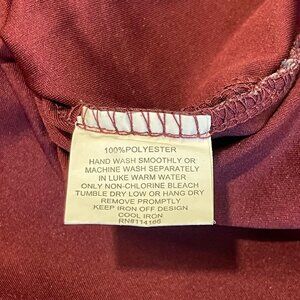 100%POLYESTER
HAND WASH SMOOTHLY OR
MACHINE WASH SEPARATELY
IN LUKE WARM WATER
ONLY NON-CHLORINE BLEACH
TUMBLE DRY LOW OR HANG DRY
REMOVE PROMPTLY
KEEP IRON OFF DESIGN
COOL IRON
RN#114166